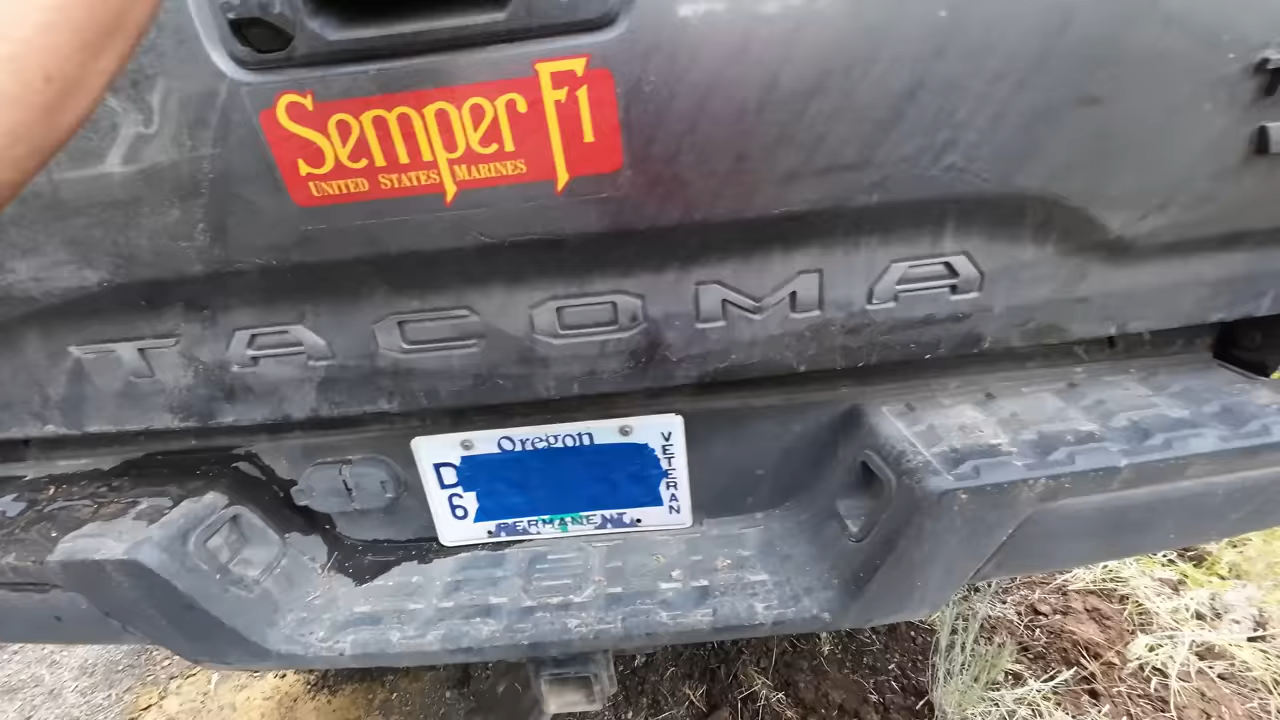 Semper Fi
UNITED STATES MARINES
TACOMA
Oregon
D
6
VETERAN
PERMANENT